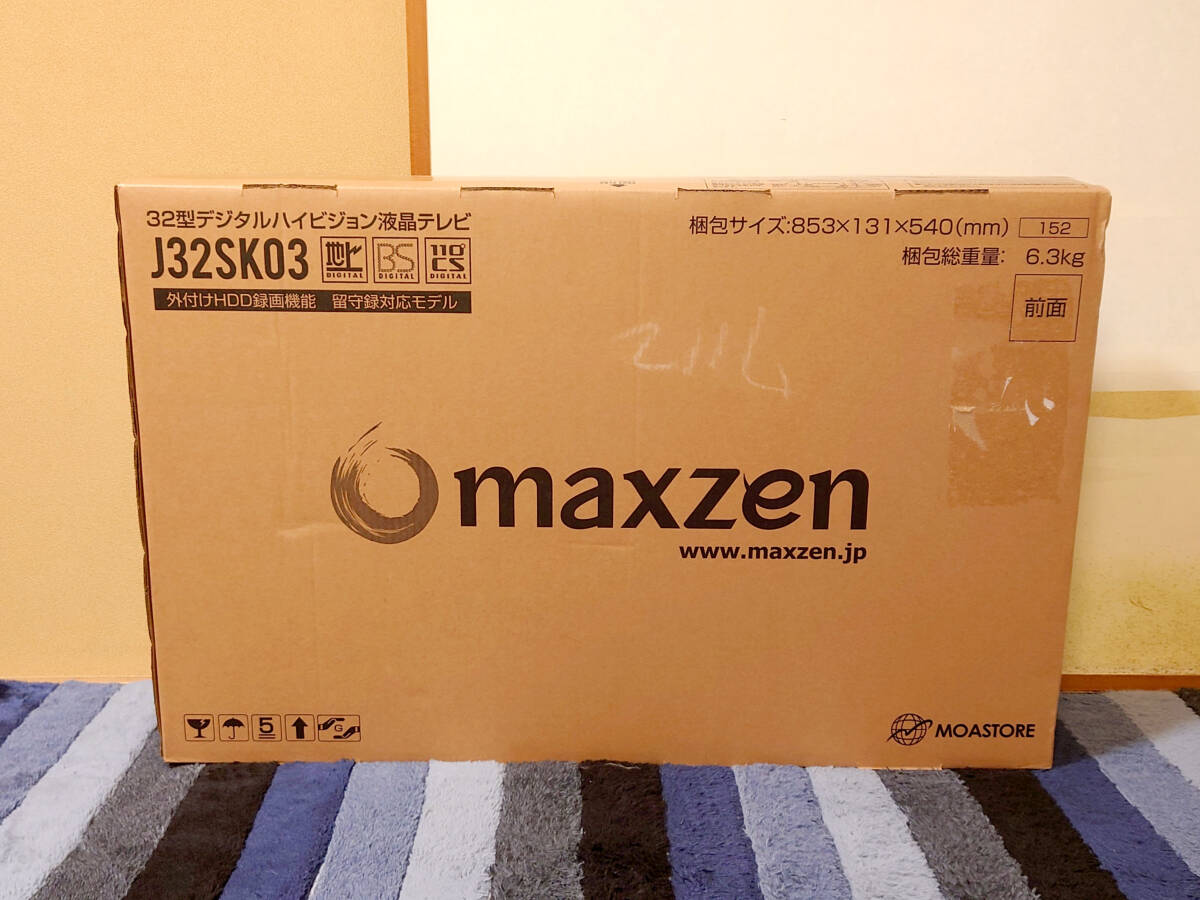 32型デジタルハイビジョン液晶テレビ
J32SK03 地上 DIGITAL BS DIGITAL 110° CS DIGITAL
外付けHDD録画機能 留守録対応モデル
梱包サイズ:853×131×540(mm) 152
梱包総重量: 6.3kg
前面
maxzen
www.maxzen.jp
5
G
MOASTORE